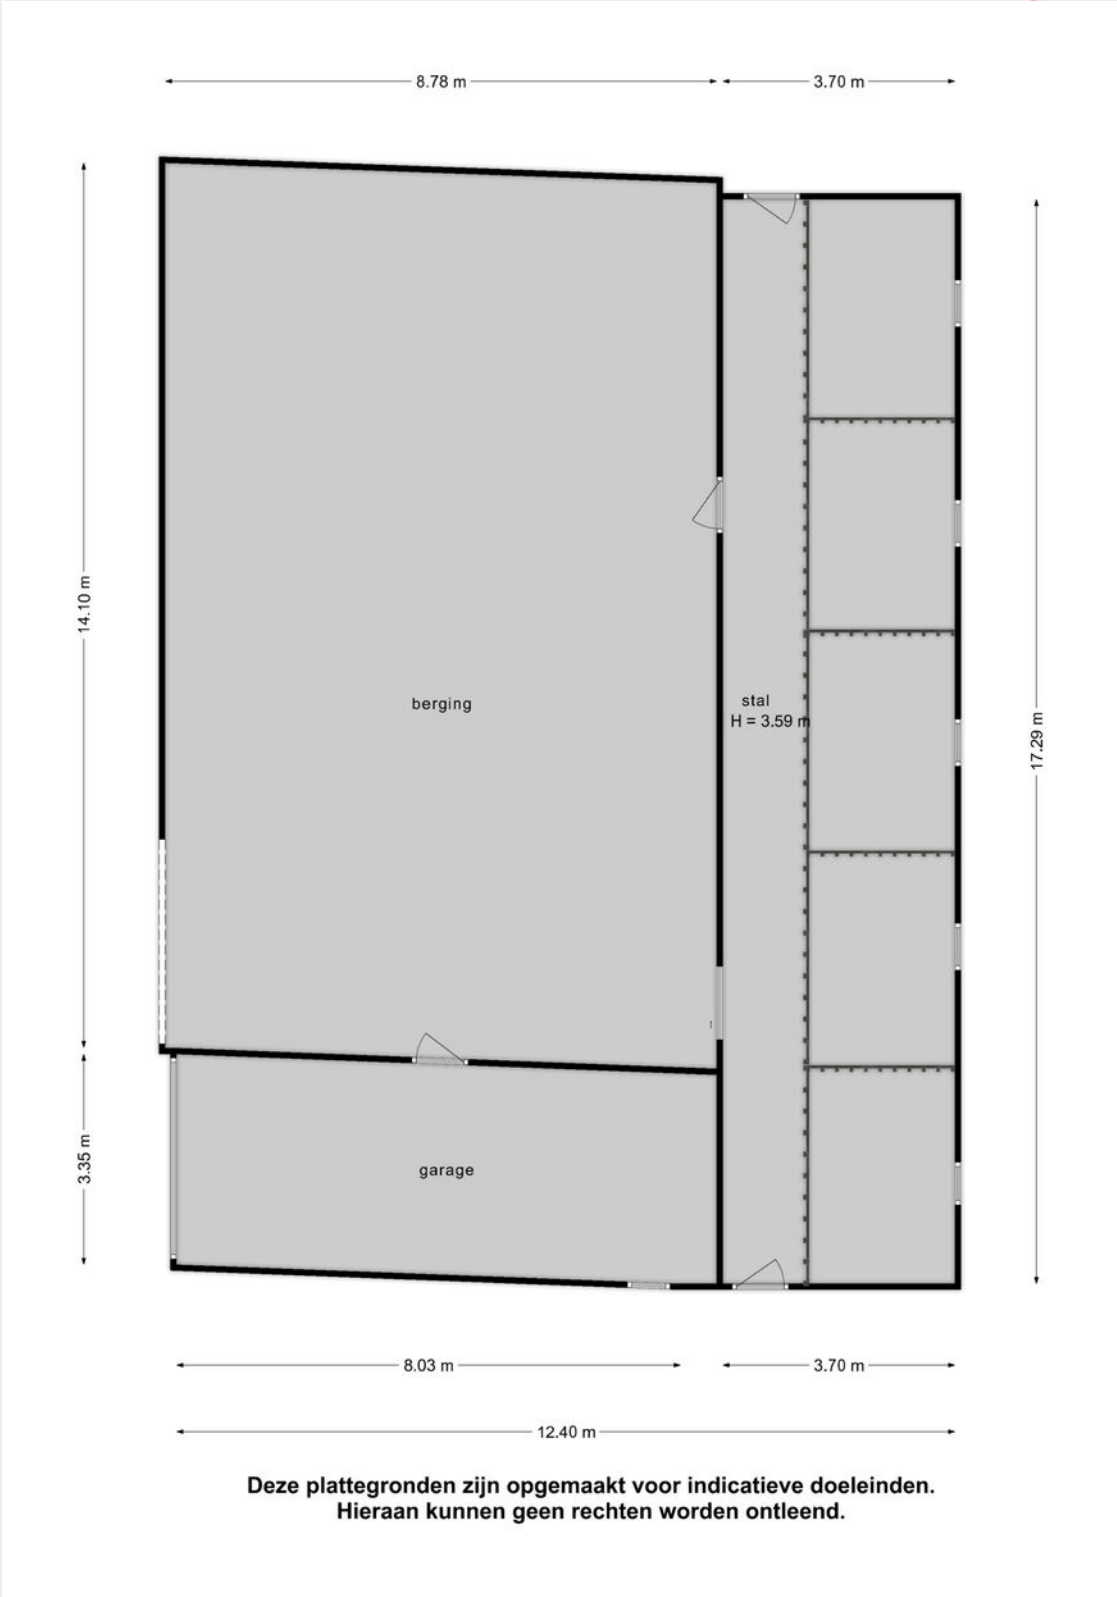 8.78 m
3.70 m
14.10 m
berging
stal
H = 3.59 m
17.29 m
3.35 m
garage
8.03 m
3.70 m
12.40 m
Deze plattegronden zijn opgemaakt voor indicatieve doeleinden.
Hieraan kunnen geen rechten worden ontleend.